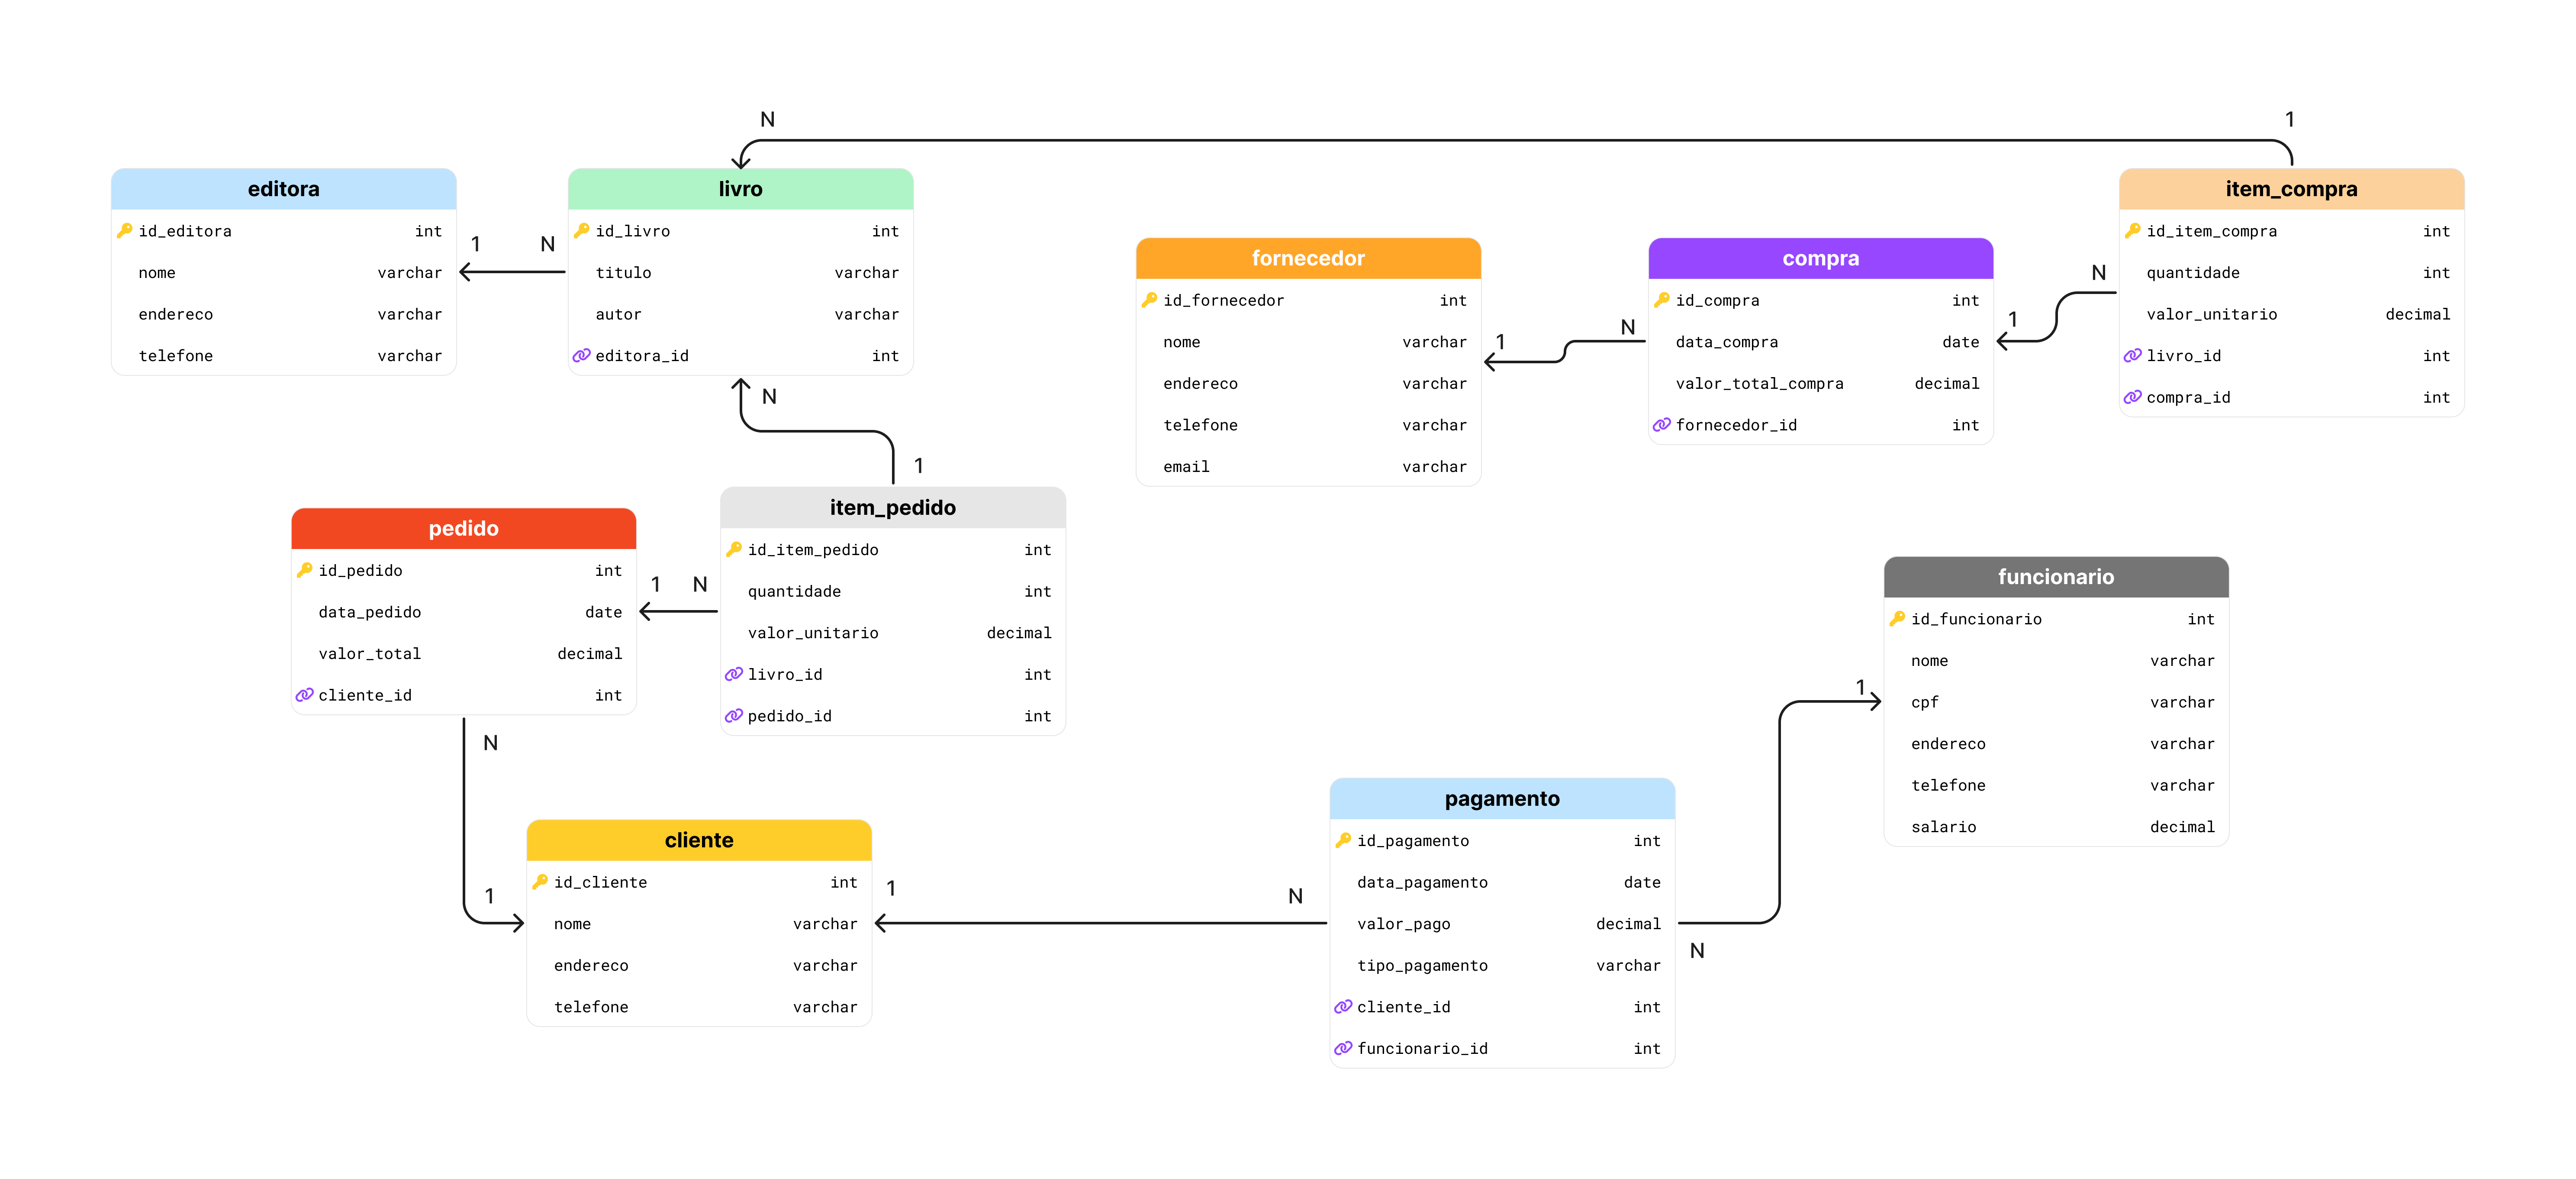 N
1
editora
id_editora int
nome varchar
endereco varchar
telefone varchar
1
N
livro
id_livro int
titulo varchar
autor varchar
editora_id int
N
1
fornecedor
id_fornecedor int
nome varchar
endereco varchar
telefone varchar
email varchar
1
N
compra
id_compra int
data_compra date
valor_total_compra decimal
fornecedor_id int
1
N
item_compra
id_item_compra int
quantidade int
valor_unitario decimal
livro_id int
compra_id int
pedido
id_pedido int
data_pedido date
valor_total decimal
cliente_id int
1
N
item_pedido
id_item_pedido int
quantidade int
valor_unitario decimal
livro_id int
pedido_id int
N
1
cliente
id_cliente int
nome varchar
endereco varchar
telefone varchar
1
N
pagamento
id_pagamento int
data_pagamento date
valor_pago decimal
tipo_pagamento varchar
cliente_id int
funcionario_id int
N
1
funcionario
id_funcionario int
nome varchar
cpf varchar
endereco varchar
telefone varchar
salario decimal